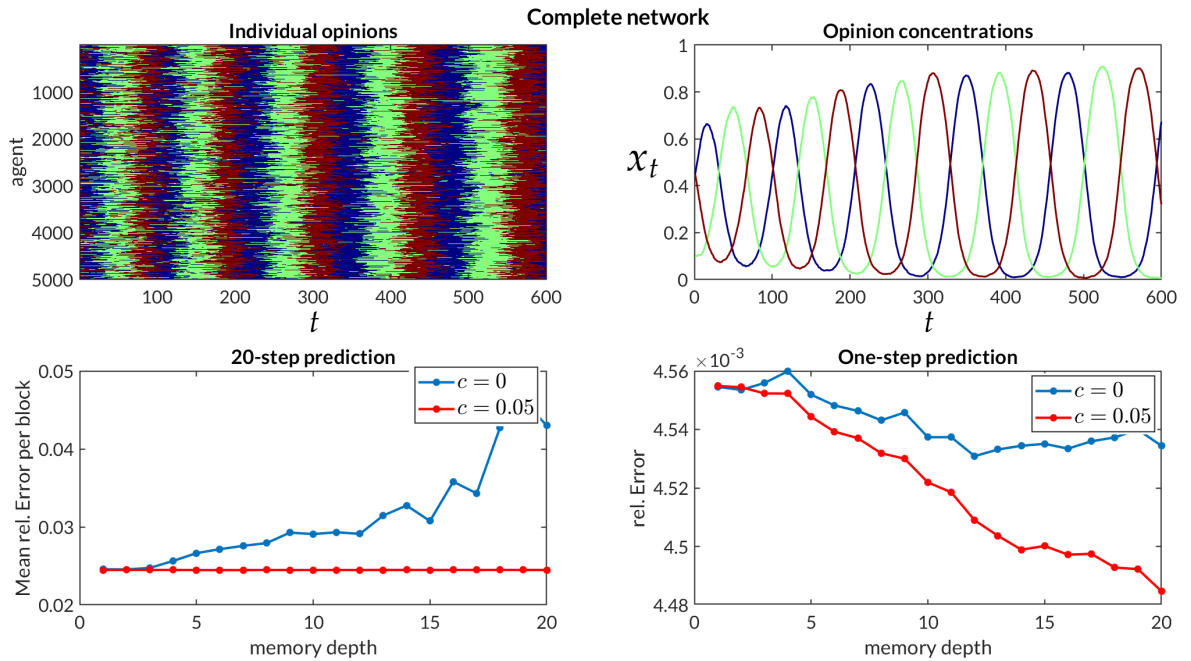 Complete network
Individual opinions
agent
1000
2000
3000
4000
5000
100 200 300 400 500 600
t
Opinion concentrations
x_t
1
0.8
0.6
0.4
0.2
0
0 100 200 300 400 500 600
t
20-step prediction
Mean rel. Error per block
0.05
0.04
0.03
0.02
c = 0
c = 0.05
0 5 10 15 20
memory depth
One-step prediction
×10⁻³
rel. Error
4.56
4.54
4.52
4.5
4.48
c = 0
c = 0.05
0 5 10 15 20
memory depth